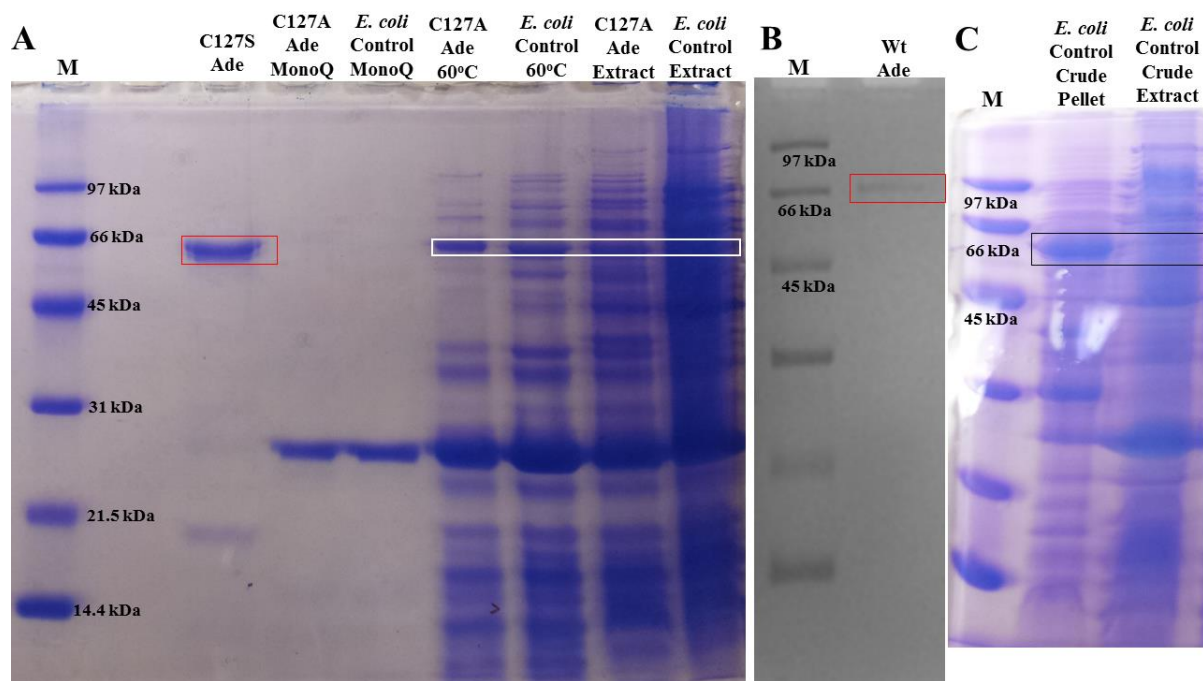 A
M
C127S
Ade
C127A
Ade
MonoQ
E. coli
Control
MonoQ
C127A
Ade
60°C
E. coli
Control
60°C
C127A
Ade
Extract
E. coli
Control
Extract
97 kDa
66 kDa
45 kDa
31 kDa
21.5 kDa
14.4 kDa
B
M
Wt
Ade
97 kDa
66 kDa
45 kDa
C
M
E. coli
Control
Crude
Pellet
E. coli
Control
Crude
Extract
97 kDa
66 kDa
45 kDa